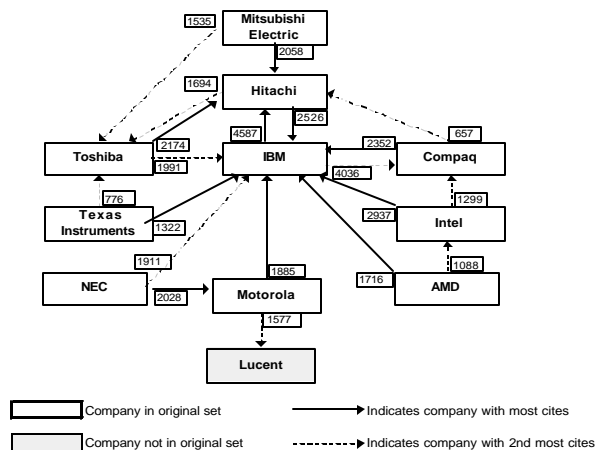 1535
Mitsubishi
Electric
2058
1694
Hitachi
2526
4587
2352
657
Toshiba
2174
IBM
Compaq
1991
4036
776
1299
Texas
Instruments
1322
2937
Intel
1911
1088
NEC
2028
1885
1716
AMD
Motorola
1577
Lucent
Company in original set
Indicates company with most cites
Company not in original set
Indicates company with 2nd most cites